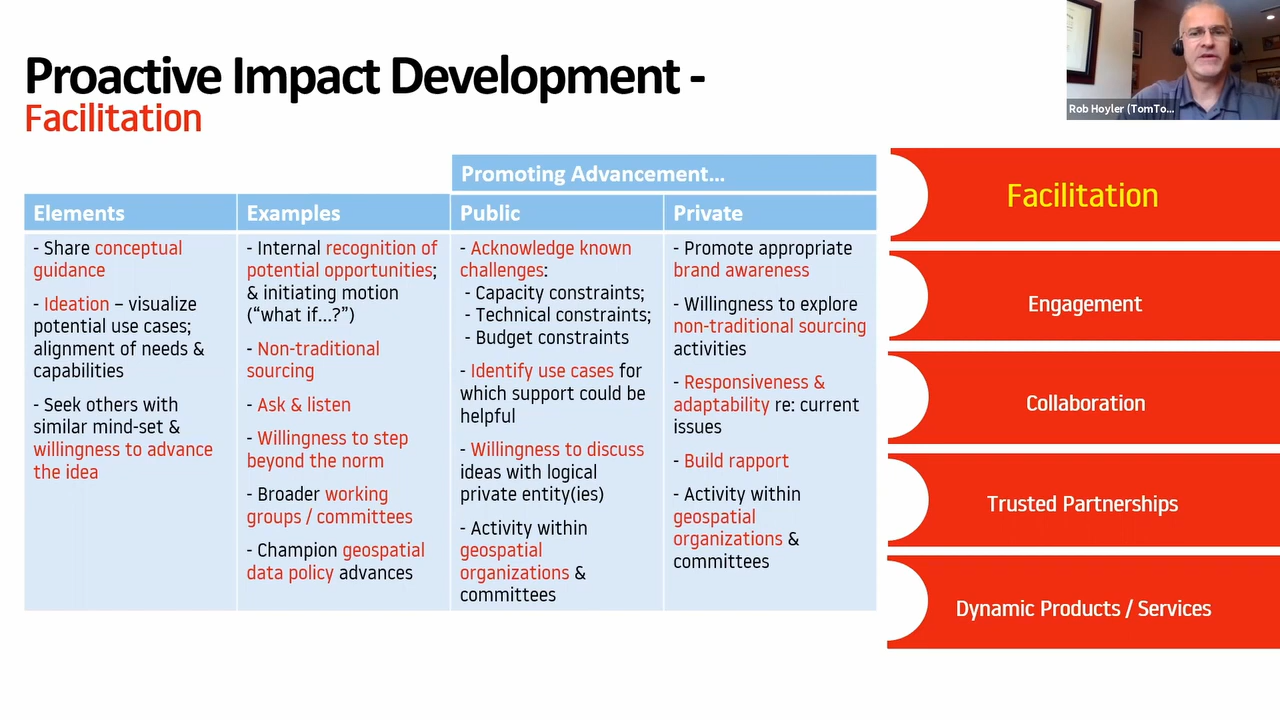 Proactive Impact Development -
Facilitation
Rob Hoyler (TomTo...
Promoting Advancement...
Elements
Examples
Public
Private
- Share conceptual
guidance
- Ideation – visualize
potential use cases;
alignment of needs &
capabilities
- Seek others with
similar mind-set &
willingness to advance
the idea
- Internal recognition of
potential opportunities;
& initiating motion
(“what if...?”)
- Non-traditional
sourcing
- Ask & listen
- Willingness to step
beyond the norm
- Broader working
groups / committees
- Champion geospatial
data policy advances
- Acknowledge known
challenges:
- Capacity constraints;
- Technical constraints;
- Budget constraints
- Identify use cases for
which support could be
helpful
- Willingness to discuss
ideas with logical
private entity(ies)
- Activity within
geospatial
organizations &
committees
- Promote appropriate
brand awareness
- Willingness to explore
non-traditional sourcing
activities
- Responsiveness &
adaptability re: current
issues
- Build rapport
- Activity within
geospatial
organizations &
committees
Facilitation
Engagement
Collaboration
Trusted Partnerships
Dynamic Products / Services